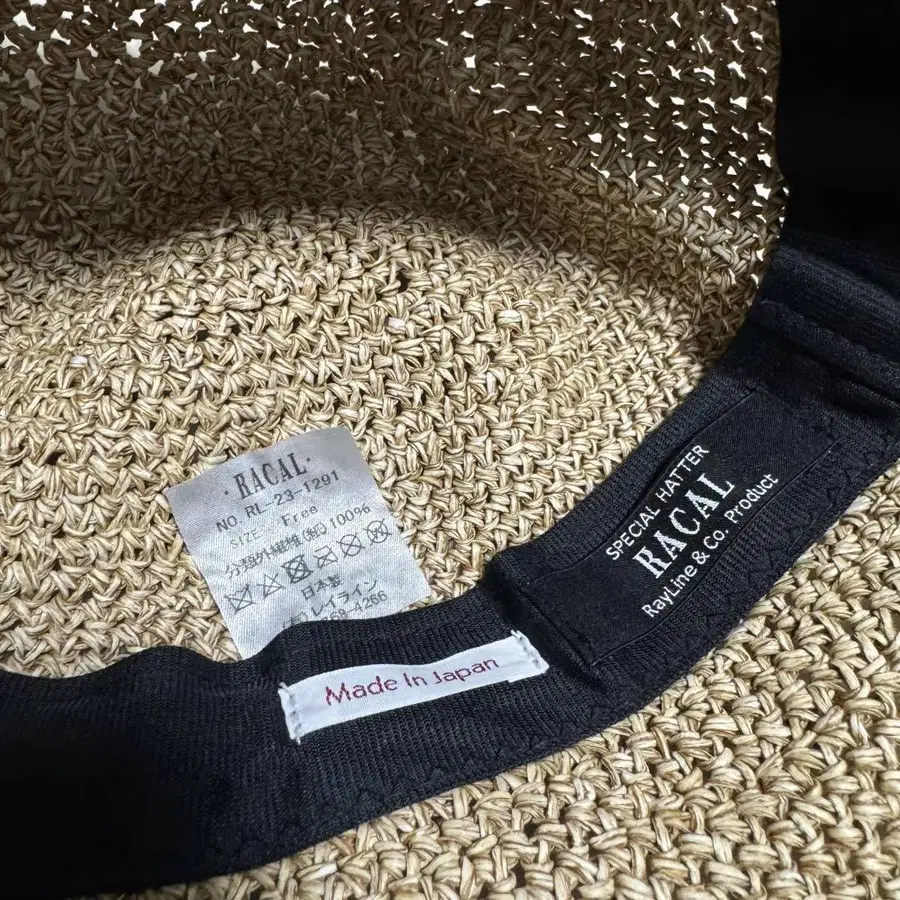 · RACAL ·
NO. RL-23-1291
SIZE Free
分類外繊維(紙)100%
日本製
レイライン
4266
Made In Japan
SPECIAL HATTER
RACAL
RayLine & Co. Product